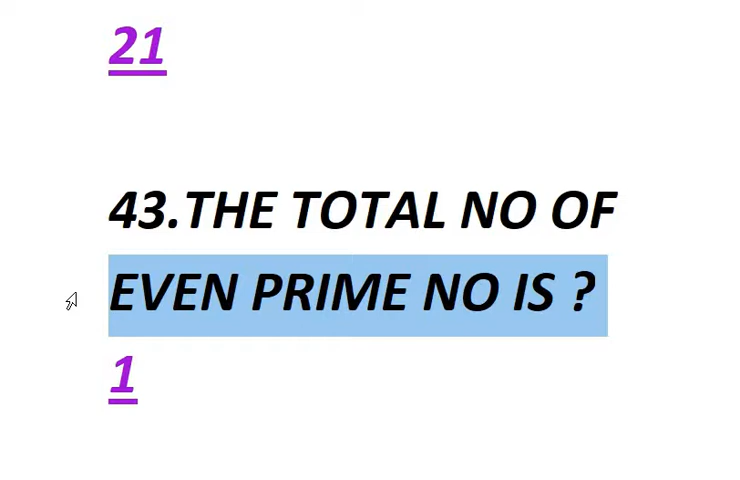 21
43.THE TOTAL NO OF
EVEN PRIME NO IS ?
1